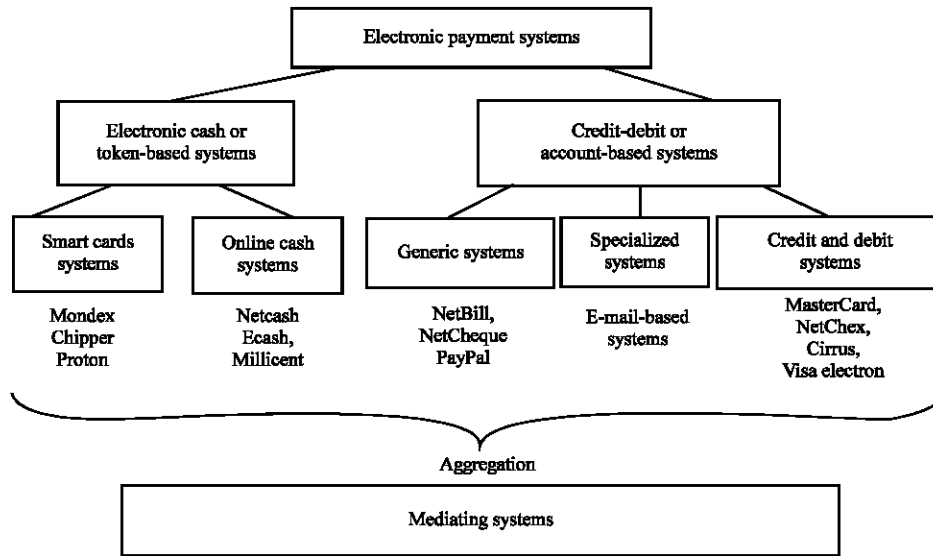 Electronic payment systems
Electronic cash or
token-based systems
Credit-debit or
account-based systems
Smart cards
systems
Online cash
systems
Generic systems
Specialized
systems
Credit and debit
systems
Mondex
Chipper
Proton
Netcash
Ecash,
Millicent
NetBill,
NetCheque
PayPal
E-mail-based
systems
MasterCard,
NetChex,
Cirrus,
Visa electron
Aggregation
Mediating systems